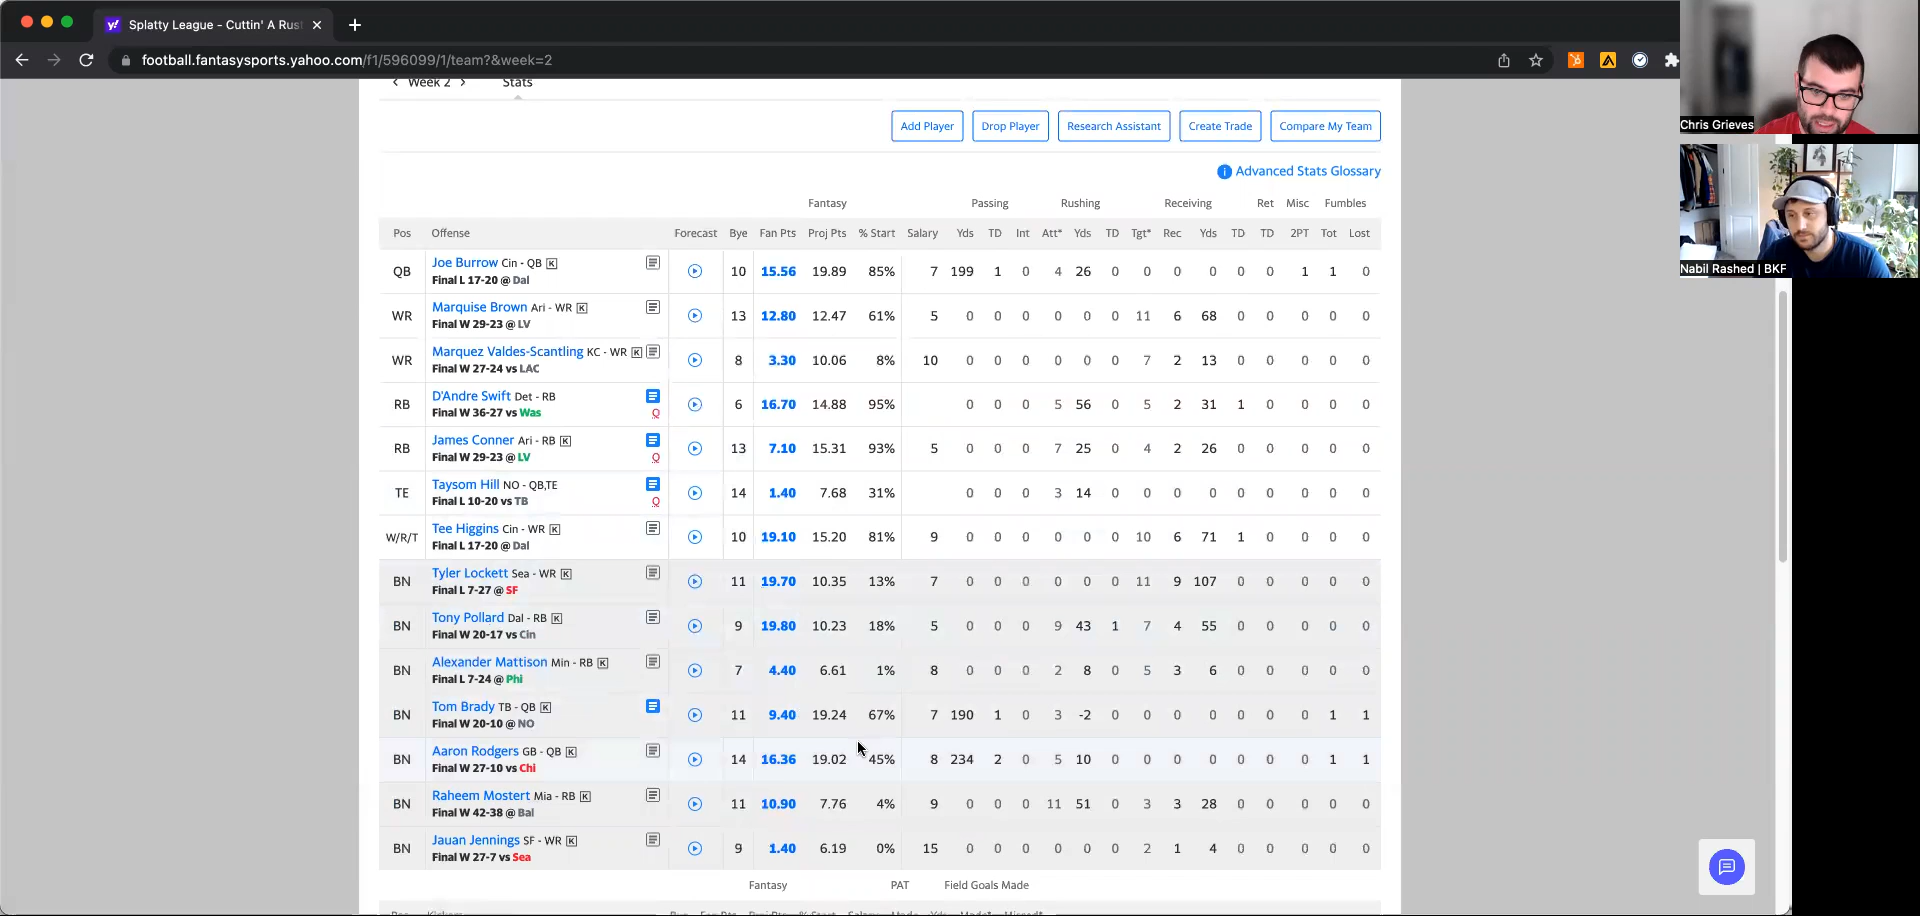 Splatty League - Cuttin' A Rus
football.fantasysports.yahoo.com/f1/596099/1/team?&week=2
Chris Grieves
Nabil Rashed | BKF
Week 2 Stats
Add Player Drop Player Research Assistant Create Trade Compare My Team
Advanced Stats Glossary
Fantasy Passing Rushing Receiving Ret Misc Fumbles
Pos Offense Forecast Bye Fan Pts Proj Pts % Start Salary Yds TD Int Att* Yds TD Tgt* Rec Yds TD TD 2PT Tot Lost
QB Joe Burrow Cin - QB K 10 15.56 19.89 85% 7 199 1 0 4 26 0 0 0 0 0 0 1 1 0
Final L 17-20 @ Dal
WR Marquise Brown Ari - WR K 13 12.80 12.47 61% 5 0 0 0 0 0 0 11 6 68 0 0 0 0 0
Final W 29-23 @ LV
WR Marquez Valdes-Scantling KC - WR K 8 3.30 10.06 8% 10 0 0 0 0 0 0 7 2 13 0 0 0 0 0
Final W 27-24 vs LAC
RB D'Andre Swift Det - RB 6 16.70 14.88 95% 0 0 0 5 56 0 5 2 31 1 0 0 0 0
Final W 36-27 vs Was Q
RB James Conner Ari - RB K 13 7.10 15.31 93% 5 0 0 0 7 25 0 4 2 26 0 0 0 0 0
Final W 29-23 @ LV Q
TE Taysom Hill NO - QB,TE 14 1.40 7.68 31% 0 0 0 3 14 0 0 0 0 0 0 0 0 0
Final L 10-20 vs TB Q
W/R/T Tee Higgins Cin - WR K 10 19.10 15.20 81% 9 0 0 0 0 0 0 10 6 71 1 0 0 0 0
Final L 17-20 @ Dal
BN Tyler Lockett Sea - WR K 11 19.70 10.35 13% 7 0 0 0 0 0 0 11 9 107 0 0 0 0 0
Final L 7-27 @ SF
BN Tony Pollard Dal - RB K 9 19.80 10.23 18% 5 0 0 0 9 43 1 7 4 55 0 0 0 0 0
Final W 20-17 vs Cin
BN Alexander Mattison Min - RB K 7 4.40 6.61 1% 8 0 0 0 2 8 0 5 3 6 0 0 0 0 0
Final L 7-24 @ Phi
BN Tom Brady TB - QB K 11 9.40 19.24 67% 7 190 1 0 3 -2 0 0 0 0 0 0 0 1 1
Final W 20-10 @ NO
BN Aaron Rodgers GB - QB K 14 16.36 19.02 45% 8 234 2 0 5 10 0 0 0 0 0 0 0 1 1
Final W 27-10 vs Chi
BN Raheem Mostert Mia - RB K 11 10.90 7.76 4% 9 0 0 0 11 51 0 3 3 28 0 0 0 0 0
Final W 42-38 @ Bal
BN Jauan Jennings SF - WR K 9 1.40 6.19 0% 15 0 0 0 0 0 0 2 1 4 0 0 0 0 0
Final W 27-7 vs Sea
Fantasy PAT Field Goals Made